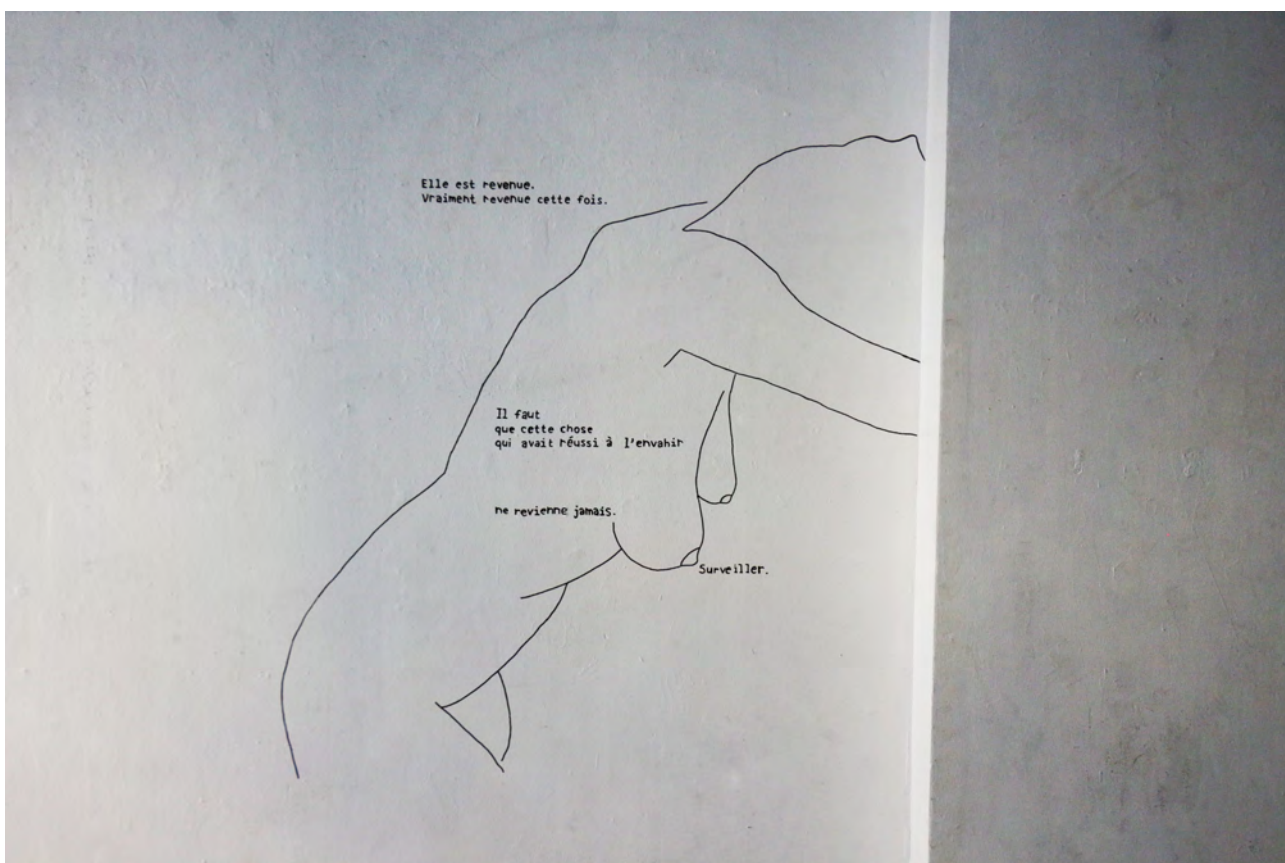 Elle est revenue.
Vraiment revenue cette fois.
Il faut
que cette chose
qui avait réussi à l'envahir
ne revienne jamais.
Surveiller.